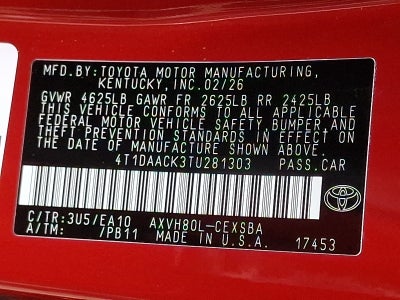 MFD.BY:TOYOTA MOTOR MANUFACTURING,
KENTUCKY,INC.02/26
GVWR 4625LB GAWR FR 2625LB RR 2425LB
THIS VEHICLE CONFORMS TO ALL APPLICABLE
FEDERAL MOTOR VEHICLE SAFETY,BUMPER,AND
THEFT PREVENTION STANDARDS IN EFFECT ON
THE DATE OF MANUFACTURE SHOWN ABOVE.
4T1DAACK3TU281303 PASS.CAR
C/TR:3U5/EA10 AXVH80L-CEXSBA
A/TM: /PB11 MADE IN U.S.A. 17453
TOYOTA